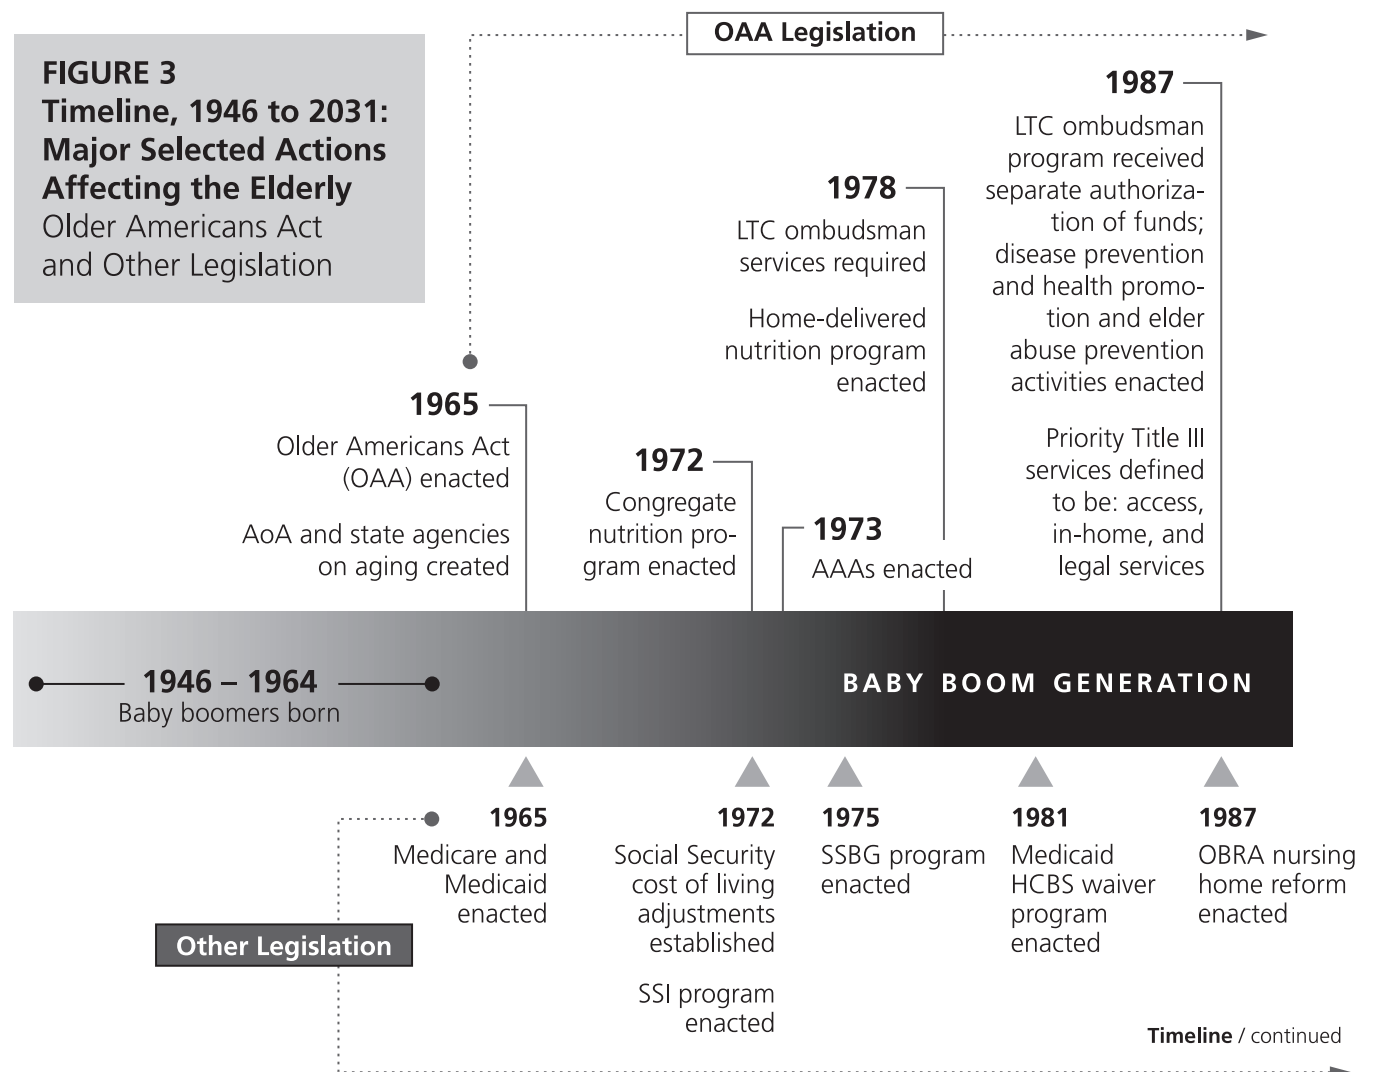 FIGURE 3
Timeline, 1946 to 2031:
Major Selected Actions
Affecting the Elderly
Older Americans Act
and Other Legislation
OAA Legislation
1965
Older Americans Act
(OAA) enacted
AoA and state agencies
on aging created
1972
Congregate
nutrition pro-
gram enacted
1973
AAAs enacted
1978
LTC ombudsman
services required
Home-delivered
nutrition program
enacted
1987
LTC ombudsman
program received
separate authoriza-
tion of funds;
disease prevention
and health promo-
tion and elder
abuse prevention
activities enacted
Priority Title III
services defined
to be: access,
in-home, and
legal services
1946 – 1964
Baby boomers born
BABY BOOM GENERATION
Other Legislation
1965
Medicare and
Medicaid
enacted
1972
Social Security
cost of living
adjustments
established
SSI program
enacted
1975
SSBG program
enacted
1981
Medicaid
HCBS waiver
program
enacted
1987
OBRA nursing
home reform
enacted
Timeline / continued